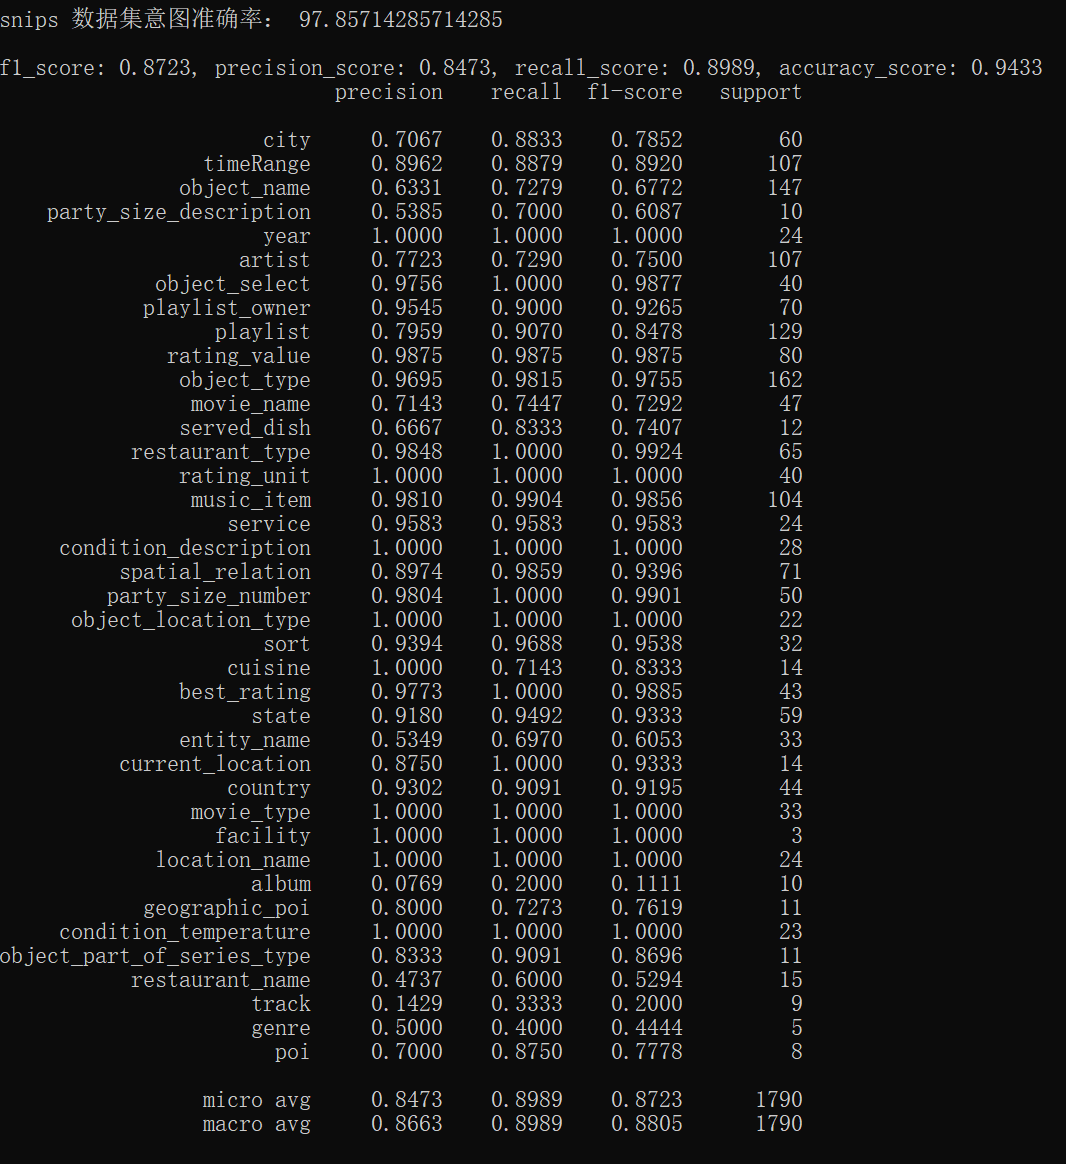 snips 数据集意图准确率： 97.85714285714285
f1_score: 0.8723, precision_score: 0.8473, recall_score: 0.8989, accuracy_score: 0.9433
precision recall f1-score support
city 0.7067 0.8833 0.7852 60
timeRange 0.8962 0.8879 0.8920 107
object_name 0.6331 0.7279 0.6772 147
party_size_description 0.5385 0.7000 0.6087 10
year 1.0000 1.0000 1.0000 24
artist 0.7723 0.7290 0.7500 107
object_select 0.9756 1.0000 0.9877 40
playlist_owner 0.9545 0.9000 0.9265 70
playlist 0.7959 0.9070 0.8478 129
rating_value 0.9875 0.9875 0.9875 80
object_type 0.9695 0.9815 0.9755 162
movie_name 0.7143 0.7447 0.7292 47
served_dish 0.6667 0.8333 0.7407 12
restaurant_type 0.9848 1.0000 0.9924 65
rating_unit 1.0000 1.0000 1.0000 40
music_item 0.9810 0.9904 0.9856 104
service 0.9583 0.9583 0.9583 24
condition_description 1.0000 1.0000 1.0000 28
spatial_relation 0.8974 0.9859 0.9396 71
party_size_number 0.9804 1.0000 0.9901 50
object_location_type 1.0000 1.0000 1.0000 22
sort 0.9394 0.9688 0.9538 32
cuisine 1.0000 0.7143 0.8333 14
best_rating 0.9773 1.0000 0.9885 43
state 0.9180 0.9492 0.9333 59
entity_name 0.5349 0.6970 0.6053 33
current_location 0.8750 1.0000 0.9333 14
country 0.9302 0.9091 0.9195 44
movie_type 1.0000 1.0000 1.0000 33
facility 1.0000 1.0000 1.0000 3
location_name 1.0000 1.0000 1.0000 24
album 0.0769 0.2000 0.1111 10
geographic_poi 0.8000 0.7273 0.7619 11
condition_temperature 1.0000 1.0000 1.0000 23
object_part_of_series_type 0.8333 0.9091 0.8696 11
restaurant_name 0.4737 0.6000 0.5294 15
track 0.1429 0.3333 0.2000 9
genre 0.5000 0.4000 0.4444 5
poi 0.7000 0.8750 0.7778 8
micro avg 0.8473 0.8989 0.8723 1790
macro avg 0.8663 0.8989 0.8805 1790